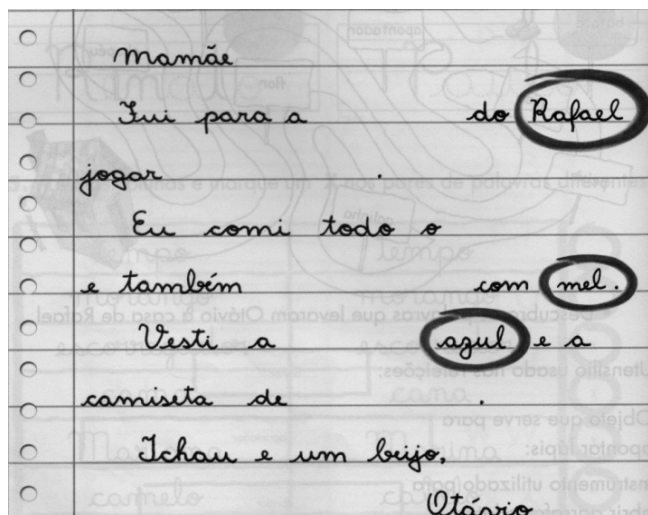 Mamãe
Fui para a do Rafael
jogar .
Eu comi todo o
e também com mel.
Vesti a azul e a
camiseta de .
Tchau e um beijo,
Otávio